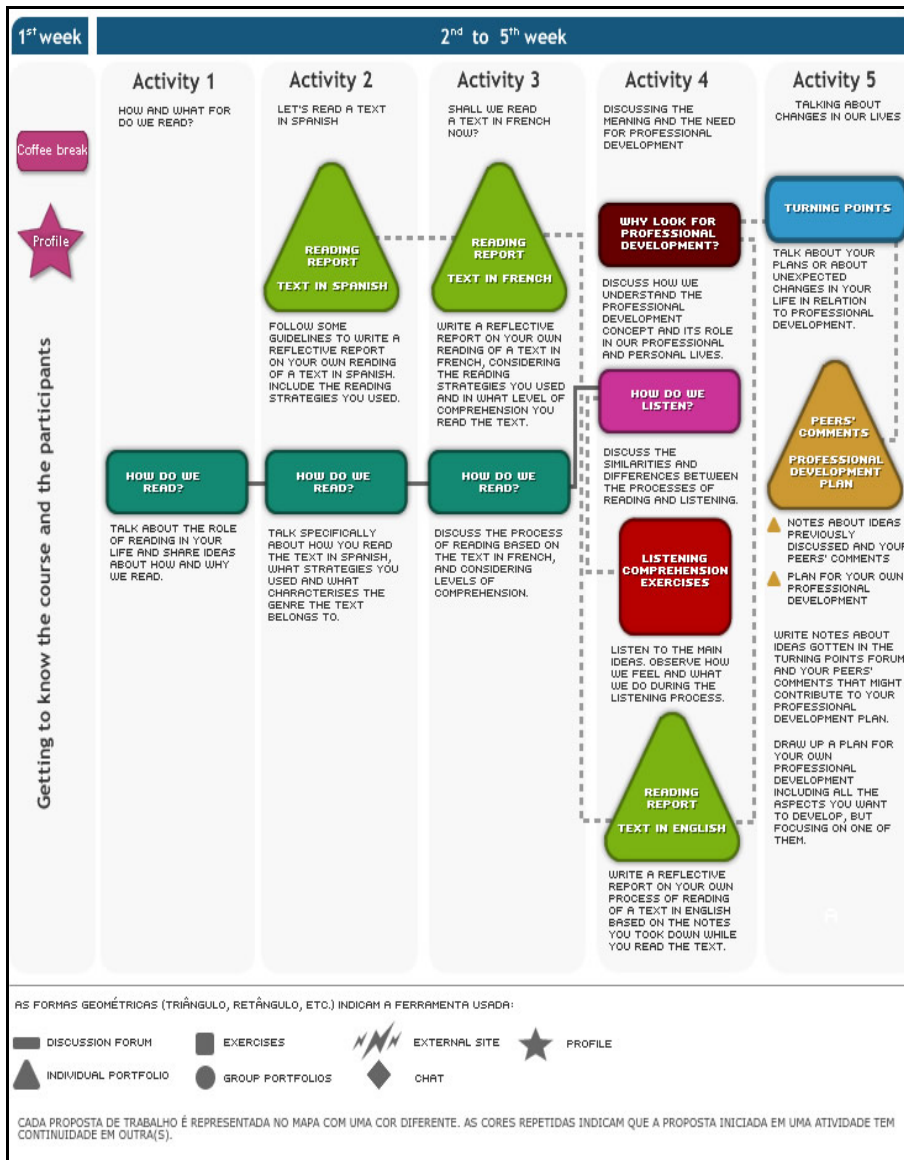 1st week
2nd to 5th week
Coffee break
Profile
Getting to know the course and the participants
Activity 1
HOW AND WHAT FOR
DO WE READ?
HOW DO WE
READ?
TALK ABOUT THE ROLE
OF READING IN YOUR
LIFE AND SHARE IDEAS
ABOUT HOW AND WHY
WE READ.
Activity 2
LET'S READ A TEXT
IN SPANISH
READING
REPORT
TEXT IN SPANISH
FOLLOW SOME
GUIDELINES TO WRITE A
REFLECTIVE REPORT
ON YOUR OWN READING
OF A TEXT IN SPANISH.
INCLUDE THE READING
STRATEGIES YOU USED.
HOW DO WE
READ?
TALK SPECIFICALLY
ABOUT HOW YOU READ
THE TEXT IN SPANISH,
WHAT STRATEGIES YOU
USED AND WHAT
CHARACTERISES THE
GENRE THE TEXT
BELONGS TO.
Activity 3
SHALL WE READ
A TEXT IN FRENCH
NOW?
READING
REPORT
TEXT IN FRENCH
WRITE A REFLECTIVE
REPORT ON YOUR OWN
READING OF A TEXT IN
FRENCH, CONSIDERING
THE READING
STRATEGIES YOU USED
AND IN WHAT LEVEL OF
COMPREHENSION YOU
READ THE TEXT.
HOW DO WE
READ?
DISCUSS THE PROCESS
OF READING BASED ON
THE TEXT IN FRENCH,
AND CONSIDERING
LEVELS OF
COMPREHENSION.
Activity 4
DISCUSSING THE
MEANING AND THE NEED
FOR PROFESSIONAL
DEVELOPMENT
WHY LOOK FOR
PROFESSIONAL
DEVELOPMENT?
DISCUSS HOW WE
UNDERSTAND THE
PROFESSIONAL
DEVELOPMENT
CONCEPT AND ITS ROLE
IN OUR PROFESSIONAL
AND PERSONAL LIVES.
HOW DO WE
LISTEN?
DISCUSS THE
SIMILARITIES AND
DIFFERENCES BETWEEN
THE PROCESSES OF
READING AND LISTENING.
LISTENING
COMPREHENSION
EXERCISES
LISTEN TO THE MAIN
IDEAS. OBSERVE HOW
WE FEEL AND WHAT
WE DO DURING THE
LISTENING PROCESS.
READING
REPORT
TEXT IN ENGLISH
WRITE A REFLECTIVE
REPORT ON YOUR OWN
PROCESS OF READING
OF A TEXT IN ENGLISH
BASED ON THE NOTES
YOU TOOK DOWN WHILE
YOU READ THE TEXT.
Activity 5
TALKING ABOUT
CHANGES IN OUR LIVES
TURNING POINTS
TALK ABOUT YOUR
PLANS OR ABOUT
UNEXPECTED
CHANGES IN YOUR
LIFE IN RELATION
TO PROFESSIONAL
DEVELOPMENT.
PEERS'
COMMENTS
PROFESSIONAL
DEVELOPMENT
PLAN
NOTES ABOUT IDEAS
PREVIOUSLY
DISCUSSED AND YOUR
PEERS' COMMENTS
PLAN FOR YOUR OWN
PROFESSIONAL
DEVELOPMENT
WRITE NOTES ABOUT
IDEAS GOTTEN IN THE
TURNING POINTS FORUM
AND YOUR PEERS'
COMMENTS THAT MIGHT
CONTRIBUTE TO YOUR
PROFESSIONAL
DEVELOPMENT PLAN.
DRAW UP A PLAN FOR
YOUR OWN
PROFESSIONAL
DEVELOPMENT
INCLUDING ALL THE
ASPECTS YOU WANT
TO DEVELOP, BUT
FOCUSING ON ONE OF
THEM.
AS FORMAS GEOMÉTRICAS (TRIÂNGULO, RETÂNGULO, ETC.) INDICAM A FERRAMENTA USADA:
DISCUSSION FORUM
EXERCISES
EXTERNAL SITE
PROFILE
INDIVIDUAL PORTFOLIO
GROUP PORTFOLIOS
CHAT
CADA PROPOSTA DE TRABALHO É REPRESENTADA NO MAPA COM UMA COR DIFERENTE. AS CORES REPETIDAS INDICAM QUE A PROPOSTA INICIADA EM UMA ATIVIDADE TEM
CONTINUIDADE EM OUTRA(S).